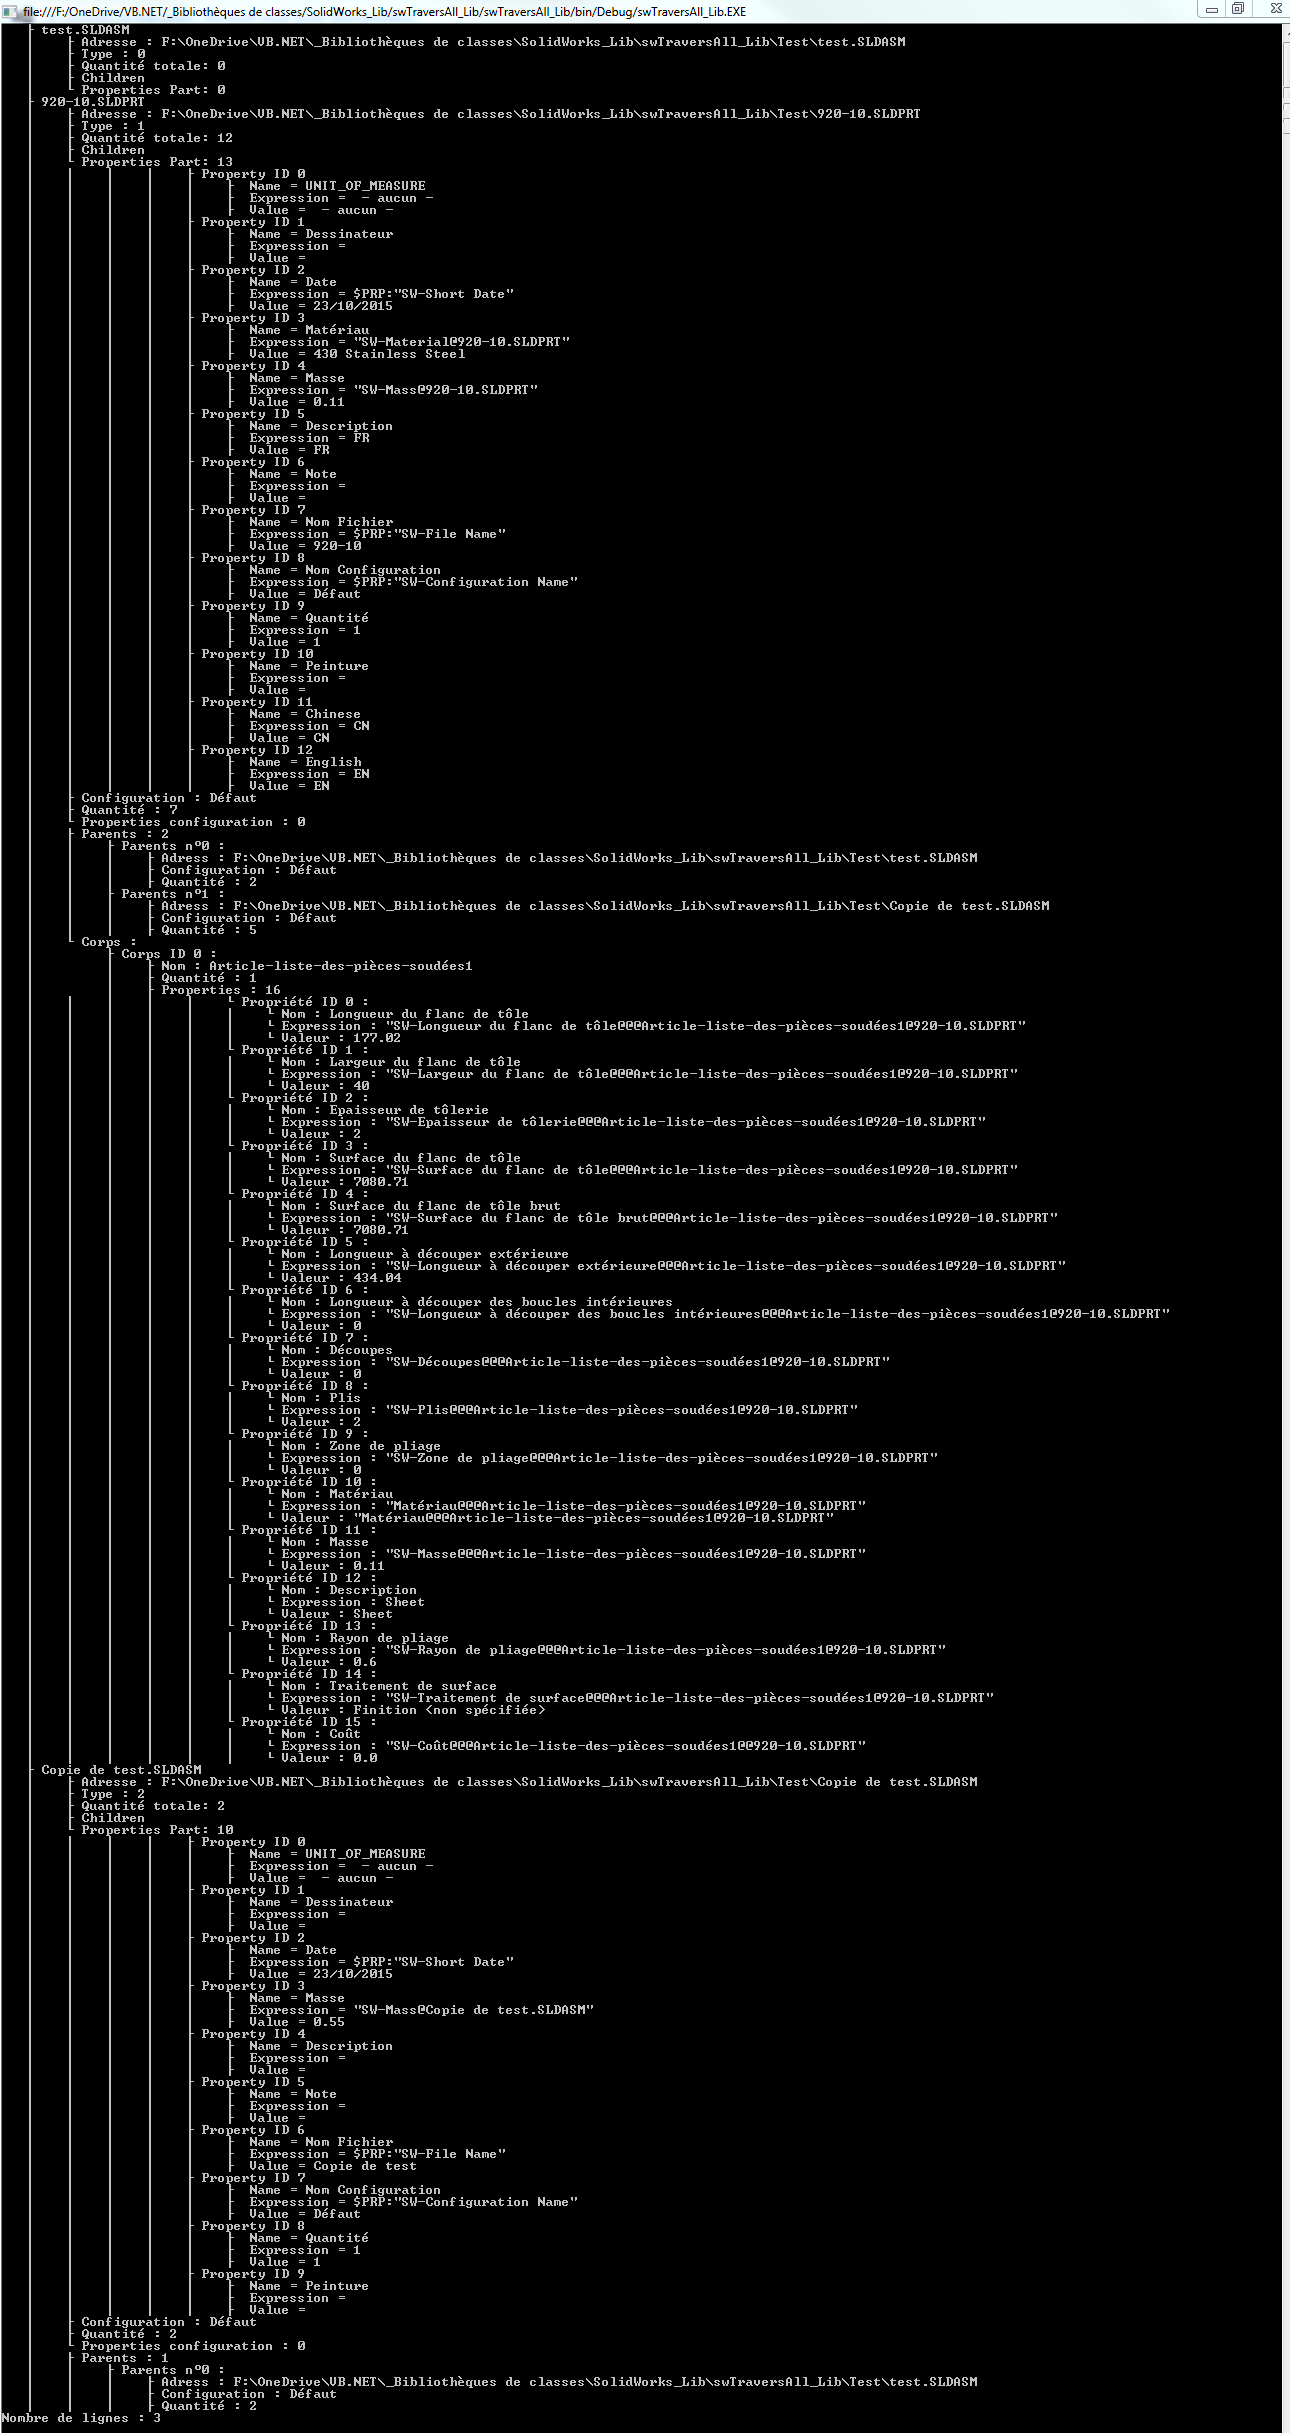 file:///F:/OneDrive/VB.NET/_Bibliothèques de classes/SolidWorks_Lib/swTraversAll_Lib/swTraversAll_Lib/bin/Debug/swTraversAll_Lib.EXE
test.SLDASM
Adresse : F:\OneDrive\VB.NET\_Bibliothèques de classes\SolidWorks_Lib\swTraversAll_Lib\Test\test.SLDASM
Type : 0
Quantité totale: 0
Children
Properties Part: 0
920-10.SLDPRT
Adresse : F:\OneDrive\VB.NET\_Bibliothèques de classes\SolidWorks_Lib\swTraversAll_Lib\Test\920-10.SLDPRT
Type : 1
Quantité totale: 12
Children
Properties Part: 13
Property ID 0
Name = UNIT_OF_MEASURE
Expression =  - aucun -
Value =  - aucun -
Property ID 1
Name = Dessinateur
Expression =
Value =
Property ID 2
Name = Date
Expression = $PRP:"SW-Short Date"
Value = 23/10/2015
Property ID 3
Name = Matériau
Expression = "SW-Material@920-10.SLDPRT"
Value = 430 Stainless Steel
Property ID 4
Name = Masse
Expression = "SW-Mass@920-10.SLDPRT"
Value = 0.11
Property ID 5
Name = Description
Expression = FR
Value = FR
Property ID 6
Name = Note
Expression =
Value =
Property ID 7
Name = Nom Fichier
Expression = $PRP:"SW-File Name"
Value = 920-10
Property ID 8
Name = Nom Configuration
Expression = $PRP:"SW-Configuration Name"
Value = Défaut
Property ID 9
Name = Quantité
Expression = 1
Value = 1
Property ID 10
Name = Peinture
Expression =
Value =
Property ID 11
Name = Chinese
Expression = CN
Value = CN
Property ID 12
Name = English
Expression = EN
Value = EN
Configuration : Défaut
Quantité : 7
Properties configuration : 0
Parents : 2
Parents nº0 :
Adress : F:\OneDrive\VB.NET\_Bibliothèques de classes\SolidWorks_Lib\swTraversAll_Lib\Test\test.SLDASM
Configuration : Défaut
Quantité : 2
Parents nº1 :
Adress : F:\OneDrive\VB.NET\_Bibliothèques de classes\SolidWorks_Lib\swTraversAll_Lib\Test\Copie de test.SLDASM
Configuration : Défaut
Quantité : 5
Corps :
Corps ID 0 :
Nom : Article-liste-des-pièces-soudées1
Quantité : 1
Properties : 16
Propriété ID 0 :
Nom : Longueur du flanc de tôle
Expression : "SW-Longueur du flanc de tôle@@@Article-liste-des-pièces-soudées1@920-10.SLDPRT"
Valeur : 177.02
Propriété ID 1 :
Nom : Largeur du flanc de tôle
Expression : "SW-Largeur du flanc de tôle@@@Article-liste-des-pièces-soudées1@920-10.SLDPRT"
Valeur : 40
Propriété ID 2 :
Nom : Epaisseur de tôlerie
Expression : "SW-Epaisseur de tôlerie@@@Article-liste-des-pièces-soudées1@920-10.SLDPRT"
Valeur : 2
Propriété ID 3 :
Nom : Surface du flanc de tôle
Expression : "SW-Surface du flanc de tôle@@@Article-liste-des-pièces-soudées1@920-10.SLDPRT"
Valeur : 7080.71
Propriété ID 4 :
Nom : Surface du flanc de tôle brut
Expression : "SW-Surface du flanc de tôle brut@@@Article-liste-des-pièces-soudées1@920-10.SLDPRT"
Valeur : 7080.71
Propriété ID 5 :
Nom : Longueur à découper extérieure
Expression : "SW-Longueur à découper extérieure@@@Article-liste-des-pièces-soudées1@920-10.SLDPRT"
Valeur : 434.04
Propriété ID 6 :
Nom : Longueur à découper des boucles intérieures
Expression : "SW-Longueur à découper des boucles intérieures@@@Article-liste-des-pièces-soudées1@920-10.SLDPRT"
Valeur : 0
Propriété ID 7 :
Nom : Découpes
Expression : "SW-Découpes@@@Article-liste-des-pièces-soudées1@920-10.SLDPRT"
Valeur : 0
Propriété ID 8 :
Nom : Plis
Expression : "SW-Plis@@@Article-liste-des-pièces-soudées1@920-10.SLDPRT"
Valeur : 2
Propriété ID 9 :
Nom : Zone de pliage
Expression : "SW-Zone de pliage@@@Article-liste-des-pièces-soudées1@920-10.SLDPRT"
Valeur : 0
Propriété ID 10 :
Nom : Matériau
Expression : "Matériau@@@Article-liste-des-pièces-soudées1@920-10.SLDPRT"
Valeur : "Matériau@@@Article-liste-des-pièces-soudées1@920-10.SLDPRT"
Propriété ID 11 :
Nom : Masse
Expression : "SW-Masse@@@Article-liste-des-pièces-soudées1@920-10.SLDPRT"
Valeur : 0.11
Propriété ID 12 :
Nom : Description
Expression : Sheet
Valeur : Sheet
Propriété ID 13 :
Nom : Rayon de pliage
Expression : "SW-Rayon de pliage@@@Article-liste-des-pièces-soudées1@920-10.SLDPRT"
Valeur : 0.6
Propriété ID 14 :
Nom : Traitement de surface
Expression : "SW-Traitement de surface@@@Article-liste-des-pièces-soudées1@920-10.SLDPRT"
Valeur : Finition <non spécifiée>
Propriété ID 15 :
Nom : Coût
Expression : "SW-Coût@@@Article-liste-des-pièces-soudées1@@920-10.SLDPRT"
Valeur : 0.0
Copie de test.SLDASM
Adresse : F:\OneDrive\VB.NET\_Bibliothèques de classes\SolidWorks_Lib\swTraversAll_Lib\Test\Copie de test.SLDASM
Type : 2
Quantité totale: 2
Children
Properties Part: 10
Property ID 0
Name = UNIT_OF_MEASURE
Expression =  - aucun -
Value =  - aucun -
Property ID 1
Name = Dessinateur
Expression =
Value =
Property ID 2
Name = Date
Expression = $PRP:"SW-Short Date"
Value = 23/10/2015
Property ID 3
Name = Masse
Expression = "SW-Mass@Copie de test.SLDASM"
Value = 0.55
Property ID 4
Name = Description
Expression =
Value =
Property ID 5
Name = Note
Expression =
Value =
Property ID 6
Name = Nom Fichier
Expression = $PRP:"SW-File Name"
Value = Copie de test
Property ID 7
Name = Nom Configuration
Expression = $PRP:"SW-Configuration Name"
Value = Défaut
Property ID 8
Name = Quantité
Expression = 1
Value = 1
Property ID 9
Name = Peinture
Expression =
Value =
Configuration : Défaut
Quantité : 2
Properties configuration : 0
Parents : 1
Parents nº0 :
Adress : F:\OneDrive\VB.NET\_Bibliothèques de classes\SolidWorks_Lib\swTraversAll_Lib\Test\test.SLDASM
Configuration : Défaut
Quantité : 2
Nombre de lignes : 3